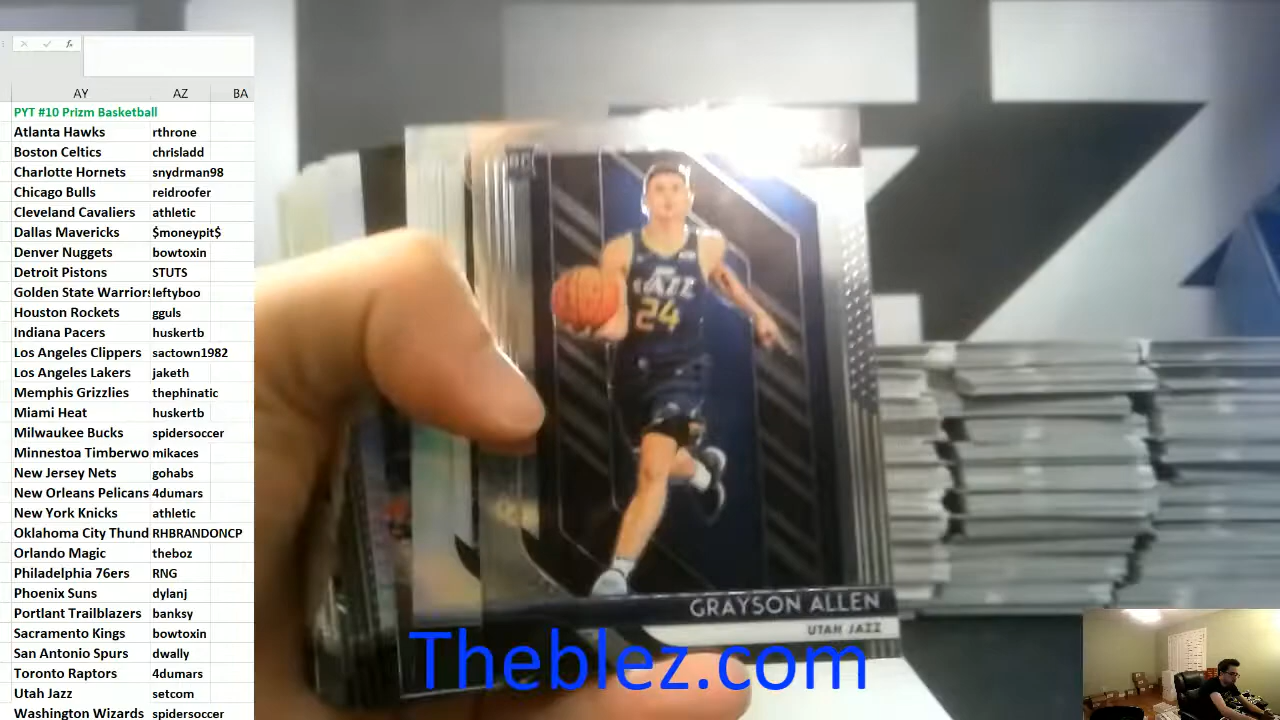 AY AZ BA
PYT #10 Prizm Basketball
Atlanta Hawks rthrone
Boston Celtics chrisladd
Charlotte Hornets snydrman98
Chicago Bulls reidroofer
Cleveland Cavaliers athletic
Dallas Mavericks $moneypit$
Denver Nuggets bowtoxin
Detroit Pistons STUTS
Golden State Warriors leftyboo
Houston Rockets gguls
Indiana Pacers huskertb
Los Angeles Clippers sactown1982
Los Angeles Lakers jaketh
Memphis Grizzlies thephinatic
Miami Heat huskertb
Milwaukee Bucks spidersoccer
Minnestoa Timberwo mikaces
New Jersey Nets gohabs
New Orleans Pelicans 4dumars
New York Knicks athletic
Oklahoma City Thund RHBRANDONCP
Orlando Magic theboz
Philadelphia 76ers RNG
Phoenix Suns dylanj
Portlant Trailblazers banksy
Sacramento Kings bowtoxin
San Antonio Spurs dwally
Toronto Raptors 4dumars
Utah Jazz setcom
Washington Wizards spidersoccer
JAZZ
24
GRAYSON ALLEN
UTAH JAZZ
Theblez.com